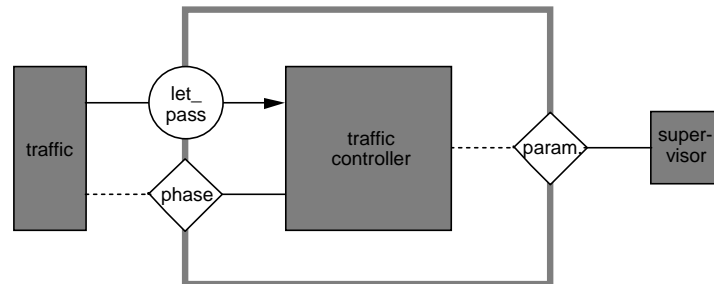 traffic
let_
pass
phase
traffic
controller
param.
super-
visor